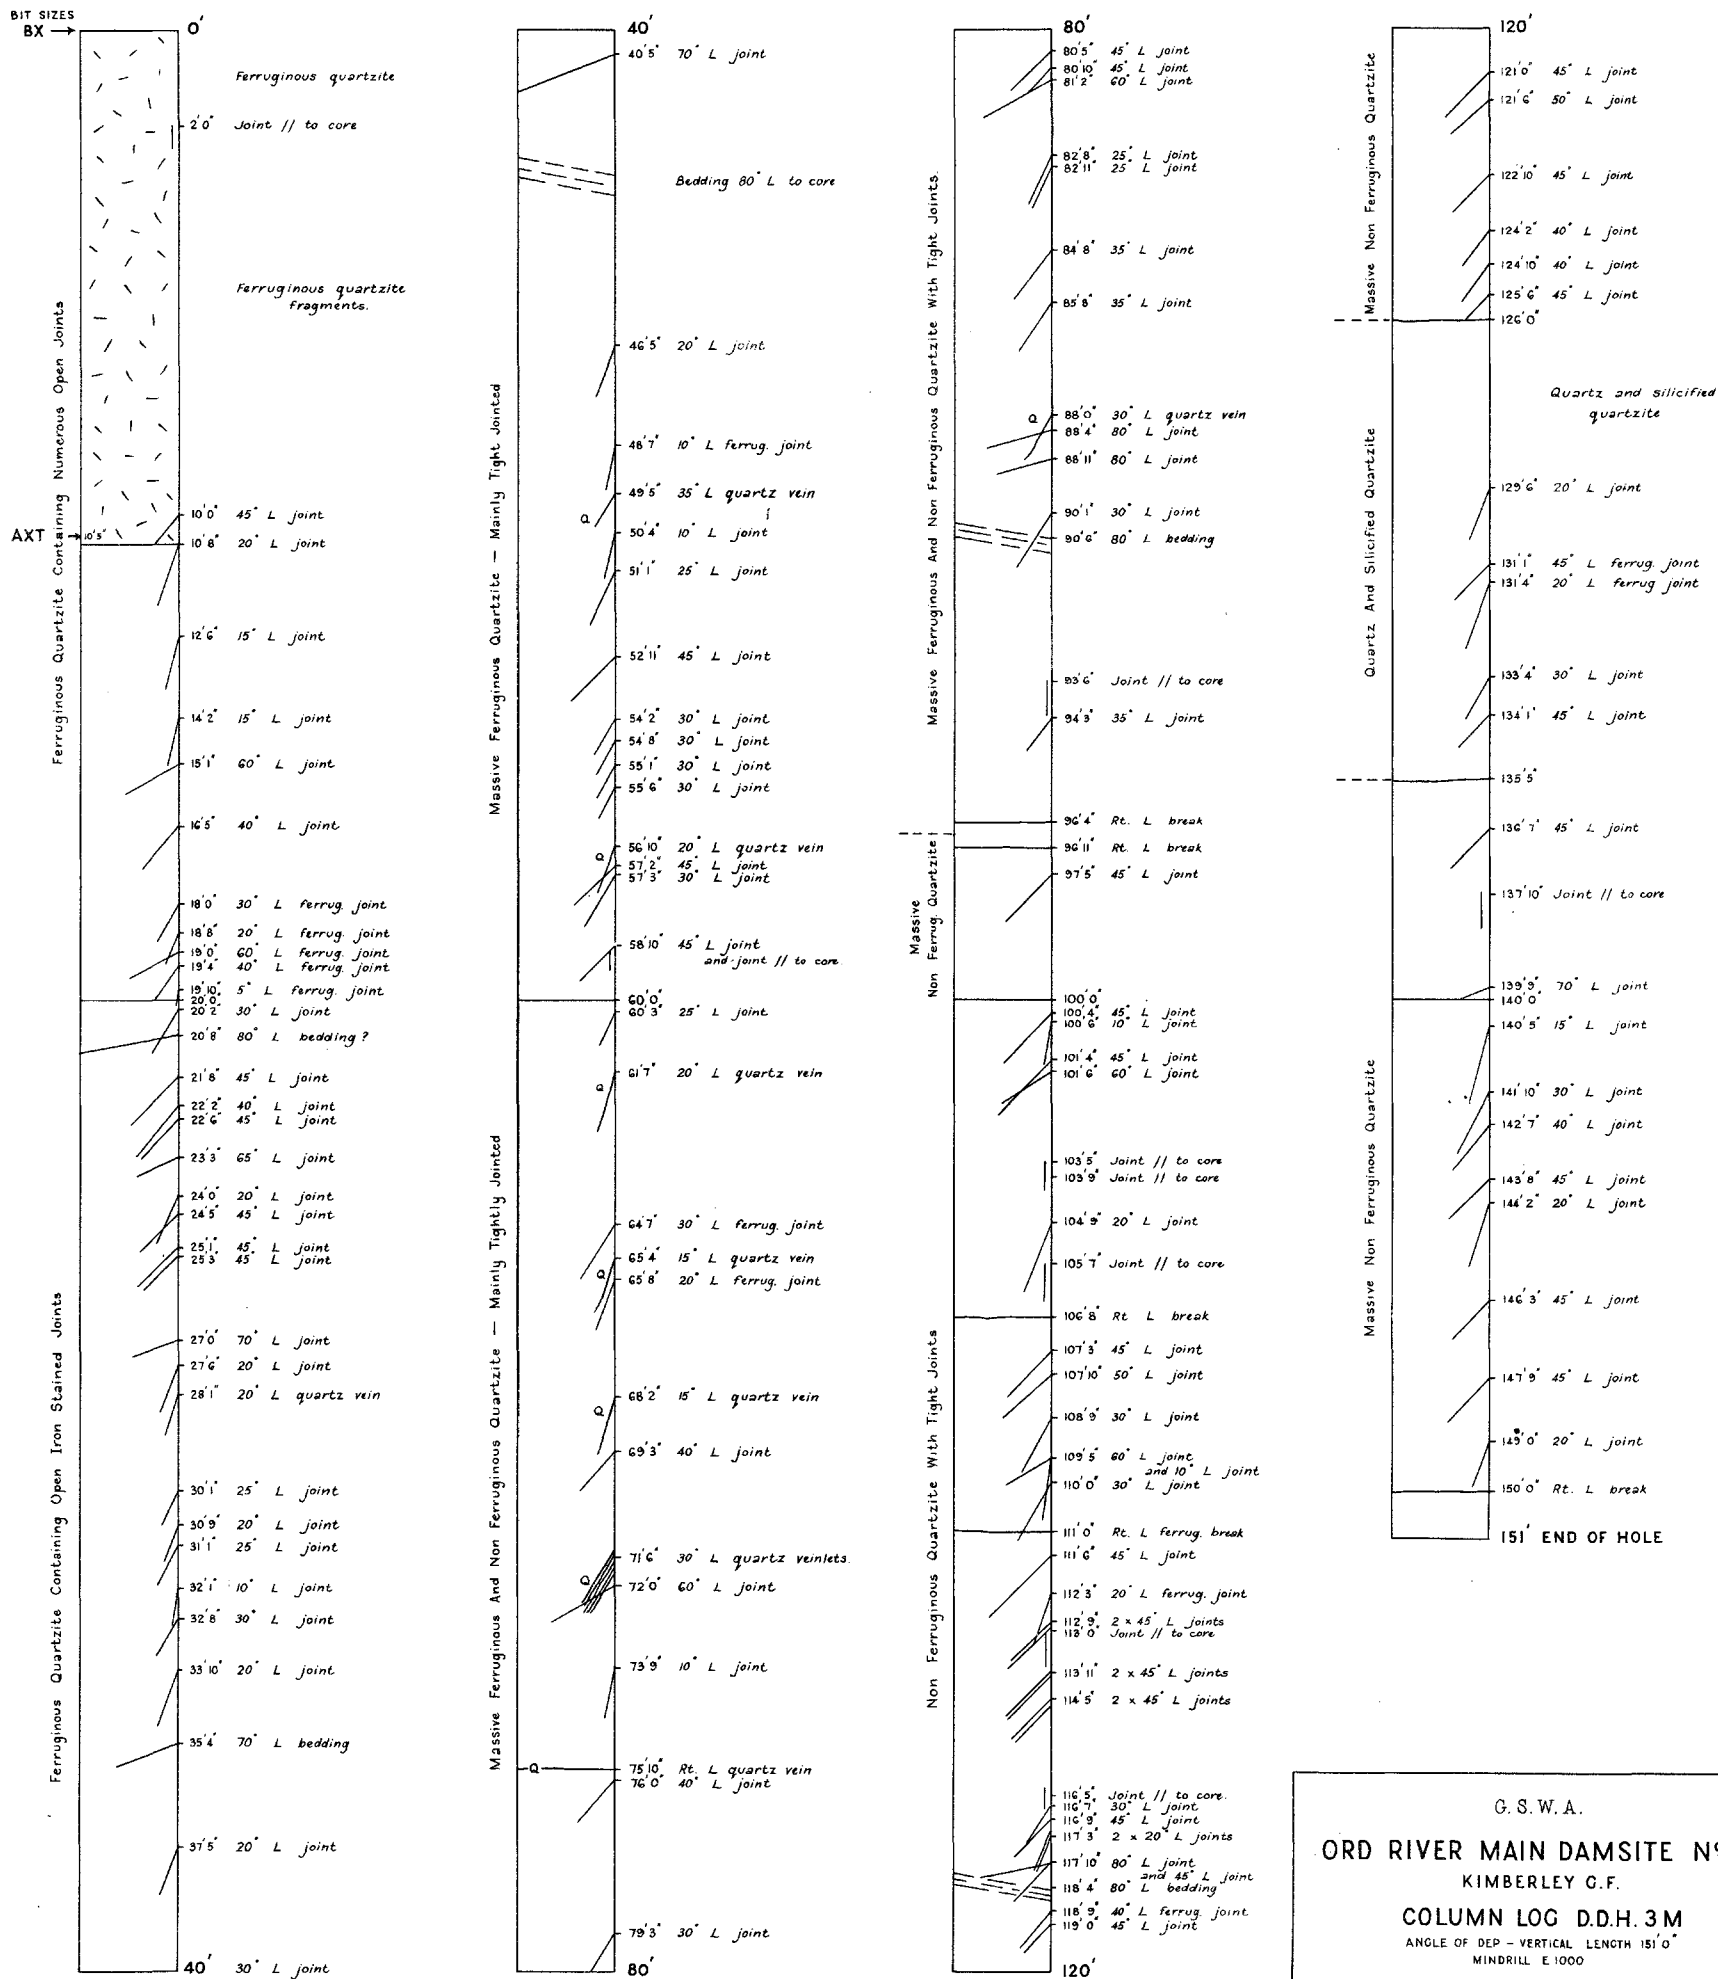 BIT SIZES
BX
0'
Ferruginous quartzite
2'0" Joint // to core
Ferruginous quartzite
fragments.
Ferruginous Quartzite Containing Numerous Open Joints
10'0" 45° L joint
AXT
10'5"
10'8" 20° L joint
12'6" 15° L joint
14'2" 15° L joint
15'1" 60° L joint
16'5" 40° L joint
18'0" 30° L ferrug. joint
18'8" 20° L ferrug. joint
19'0" 60° L ferrug. joint
19'4" 40° L ferrug. joint
19'10" 5° L ferrug. joint
20'0"
20'2" 30° L joint
20'8" 80° L bedding ?
21'8" 45° L joint
22'2" 40° L joint
22'6" 45° L joint
23'3" 65° L joint
24'0" 20° L joint
24'5" 45° L joint
25'1" 45° L joint
25'3" 45° L joint
Ferruginous Quartzite Containing Open Iron Stained Joints
27'0" 70° L joint
27'6" 20° L joint
28'1" 20° L quartz vein
30'1" 25° L joint
30'9" 20° L joint
31'1" 25° L joint
32'1" 10° L joint
32'8" 30° L joint
33'10" 20° L joint
35'4" 70° L bedding
37'5" 20° L joint
40' 30° L joint
40'
40'5" 70° L joint
Bedding 80° L to core
Massive Ferruginous Quartzite — Mainly Tight Jointed
46'5" 20° L joint
48'7" 10° L ferrug. joint
49'5" 35° L quartz vein
Q
50'4" 10° L joint
51'1" 25° L joint
52'11" 45° L joint
54'2" 30° L joint
54'8" 30° L joint
55'1" 30° L joint
55'6" 30° L joint
56'10" 20° L quartz vein
Q
57'2" 45° L joint
57'3" 30° L joint
58'10" 45° L joint
and joint // to core.
60'0"
60'3" 25° L joint
61'7" 20° L quartz vein
Q
Massive Ferruginous And Non Ferruginous Quartzite — Mainly Tightly Jointed
64'7" 30° L ferrug. joint
65'4" 15° L quartz vein
Q
65'8" 20° L ferrug. joint
68'2" 15° L quartz vein
Q
69'3" 40° L joint
71'6" 30° L quartz veinlets.
Q
72'0" 60° L joint
73'9" 10° L joint
Q
75'10" Rt. L quartz vein
76'0" 40° L joint
79'3" 30° L joint
80'
80'
80'5" 45° L joint
80'10" 45° L joint
81'2" 60° L joint
82'8" 25° L joint
82'11" 25° L joint
84'8" 35° L joint
85'8" 35° L joint
Massive Ferruginous And Non Ferruginous Quartzite With Tight Joints.
88'0" 30° L quartz vein
Q
88'4" 80° L joint
88'11" 80° L joint
90'1" 30° L joint
90'6" 80° L bedding
93'6" Joint // to core
94'3" 35° L joint
96'4" Rt. L break
96'11" Rt. L break
97'5" 45° L joint
Massive
Non Ferrug. Quartzite
100'0"
100'4" 45° L joint
100'6" 10° L joint
101'4" 45° L joint
101'6" 60° L joint
103'5" Joint // to core
103'9" Joint // to core
104'9" 20° L joint
105'7" Joint // to core
106'8" Rt L break
107'3" 45° L joint
107'10" 50° L joint
108'9" 30° L joint
109'5" 60° L joint
and 10° L joint
110'0" 30° L joint
Non Ferruginous Quartzite With Tight Joints
111'0" Rt. L ferrug. break
111'6" 45° L joint
112'3" 20° L ferrug. joint
112'9" 2 x 45° L joints
113'0" Joint // to core
113'11" 2 x 45° L joints
114'5" 2 x 45° L joints
116'5" Joint // to core.
116'7" 30° L joint
116'9" 45° L joint
117'3" 2 x 20° L joints
117'10" 80° L joint
and 45° L joint
118'4" 80° L bedding
118'9" 40° L ferrug. joint
119'0" 45° L joint
120'
120'
Massive Non Ferruginous Quartzite
121'0" 45° L joint
121'6" 50° L joint
122'10" 45° L joint
124'2" 40° L joint
124'10" 40° L joint
125'6" 45° L joint
126'0"
Quartz and silicified
quartzite
Quartz And Silicified Quartzite
129'6" 20° L joint
131'1" 45° L ferrug. joint
131'4" 20° L ferrug joint
133'4" 30° L joint
134'1" 45° L joint
135'5"
136'7" 45° L joint
137'10" Joint // to core
139'9" 70° L joint
140'0"
140'5" 15° L joint
Massive Non Ferruginous Quartzite
141'10" 30° L joint
142'7" 40° L joint
143'8" 45° L joint
144'2" 20° L joint
146'3" 45° L joint
147'9" 45° L joint
149'0" 20° L joint
150'0" Rt. L break
151' END OF HOLE
G. S. W. A.
ORD RIVER MAIN DAMSITE Nº
KIMBERLEY G.F.
COLUMN LOG D.D.H. 3M
ANGLE OF DEP – VERTICAL LENGTH 151'0"
MINDRILL E 1000